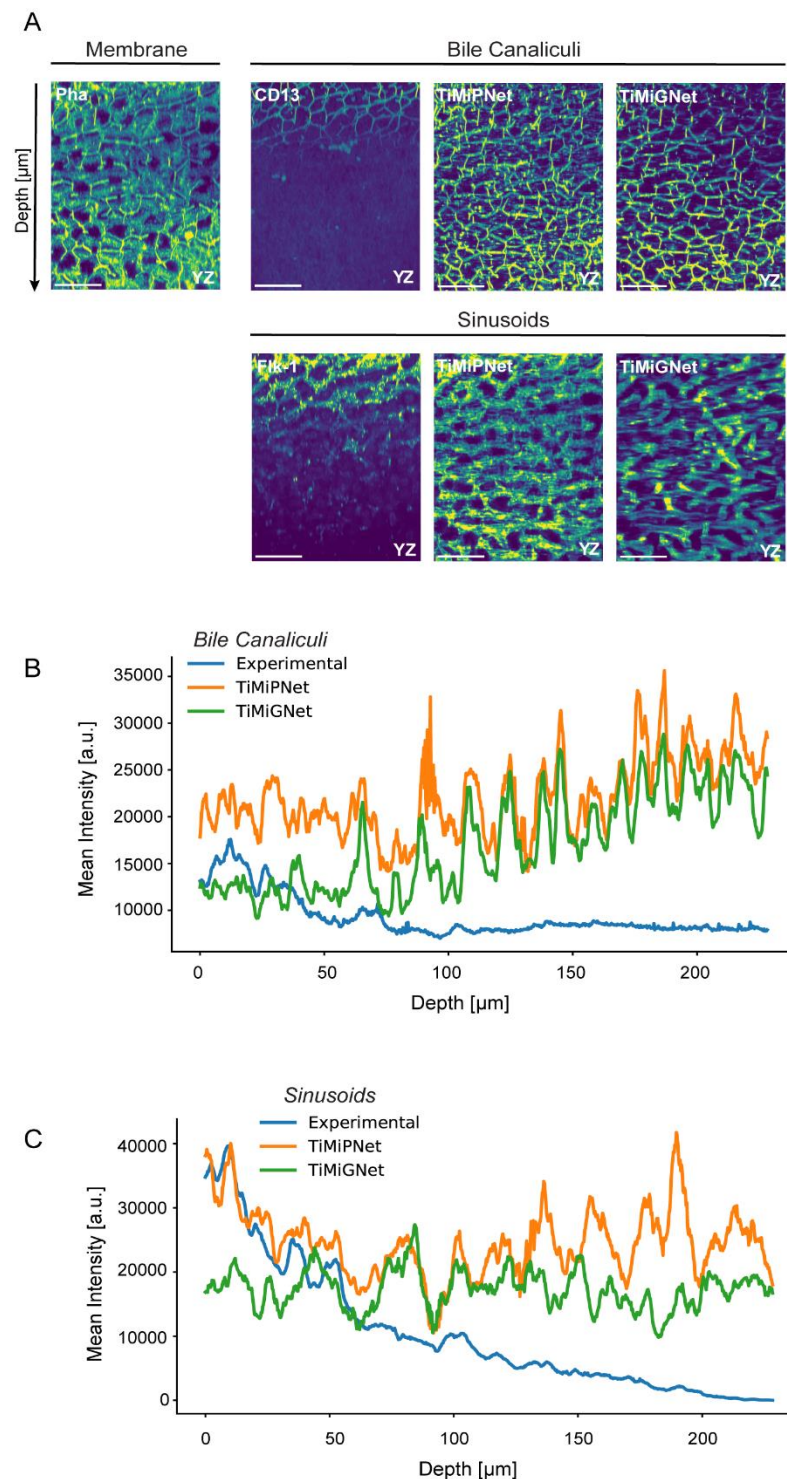 A
Membrane
Bile Canaliculi
Depth [µm]
Pha
YZ
CD13
YZ
TiMiPNet
YZ
TiMiGNet
YZ
Sinusoids
Flk-1
YZ
TiMiPNet
YZ
TiMiGNet
YZ
B
Bile Canaliculi
Experimental
TiMiPNet
TiMiGNet
Mean Intensity [a.u.]
35000
30000
25000
20000
15000
10000
0
50
100
150
200
Depth [µm]
C
Sinusoids
Experimental
TiMiPNet
TiMiGNet
Mean Intensity [a.u.]
40000
30000
20000
10000
0
0
50
100
150
200
Depth [µm]